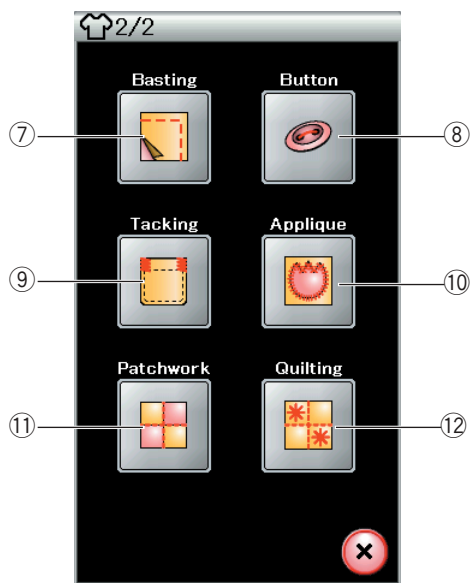 2/2
Basting Button
⑦ ⑧
Tacking Applique
⑨ ⑩
Patchwork Quilting
⑪ ⑫